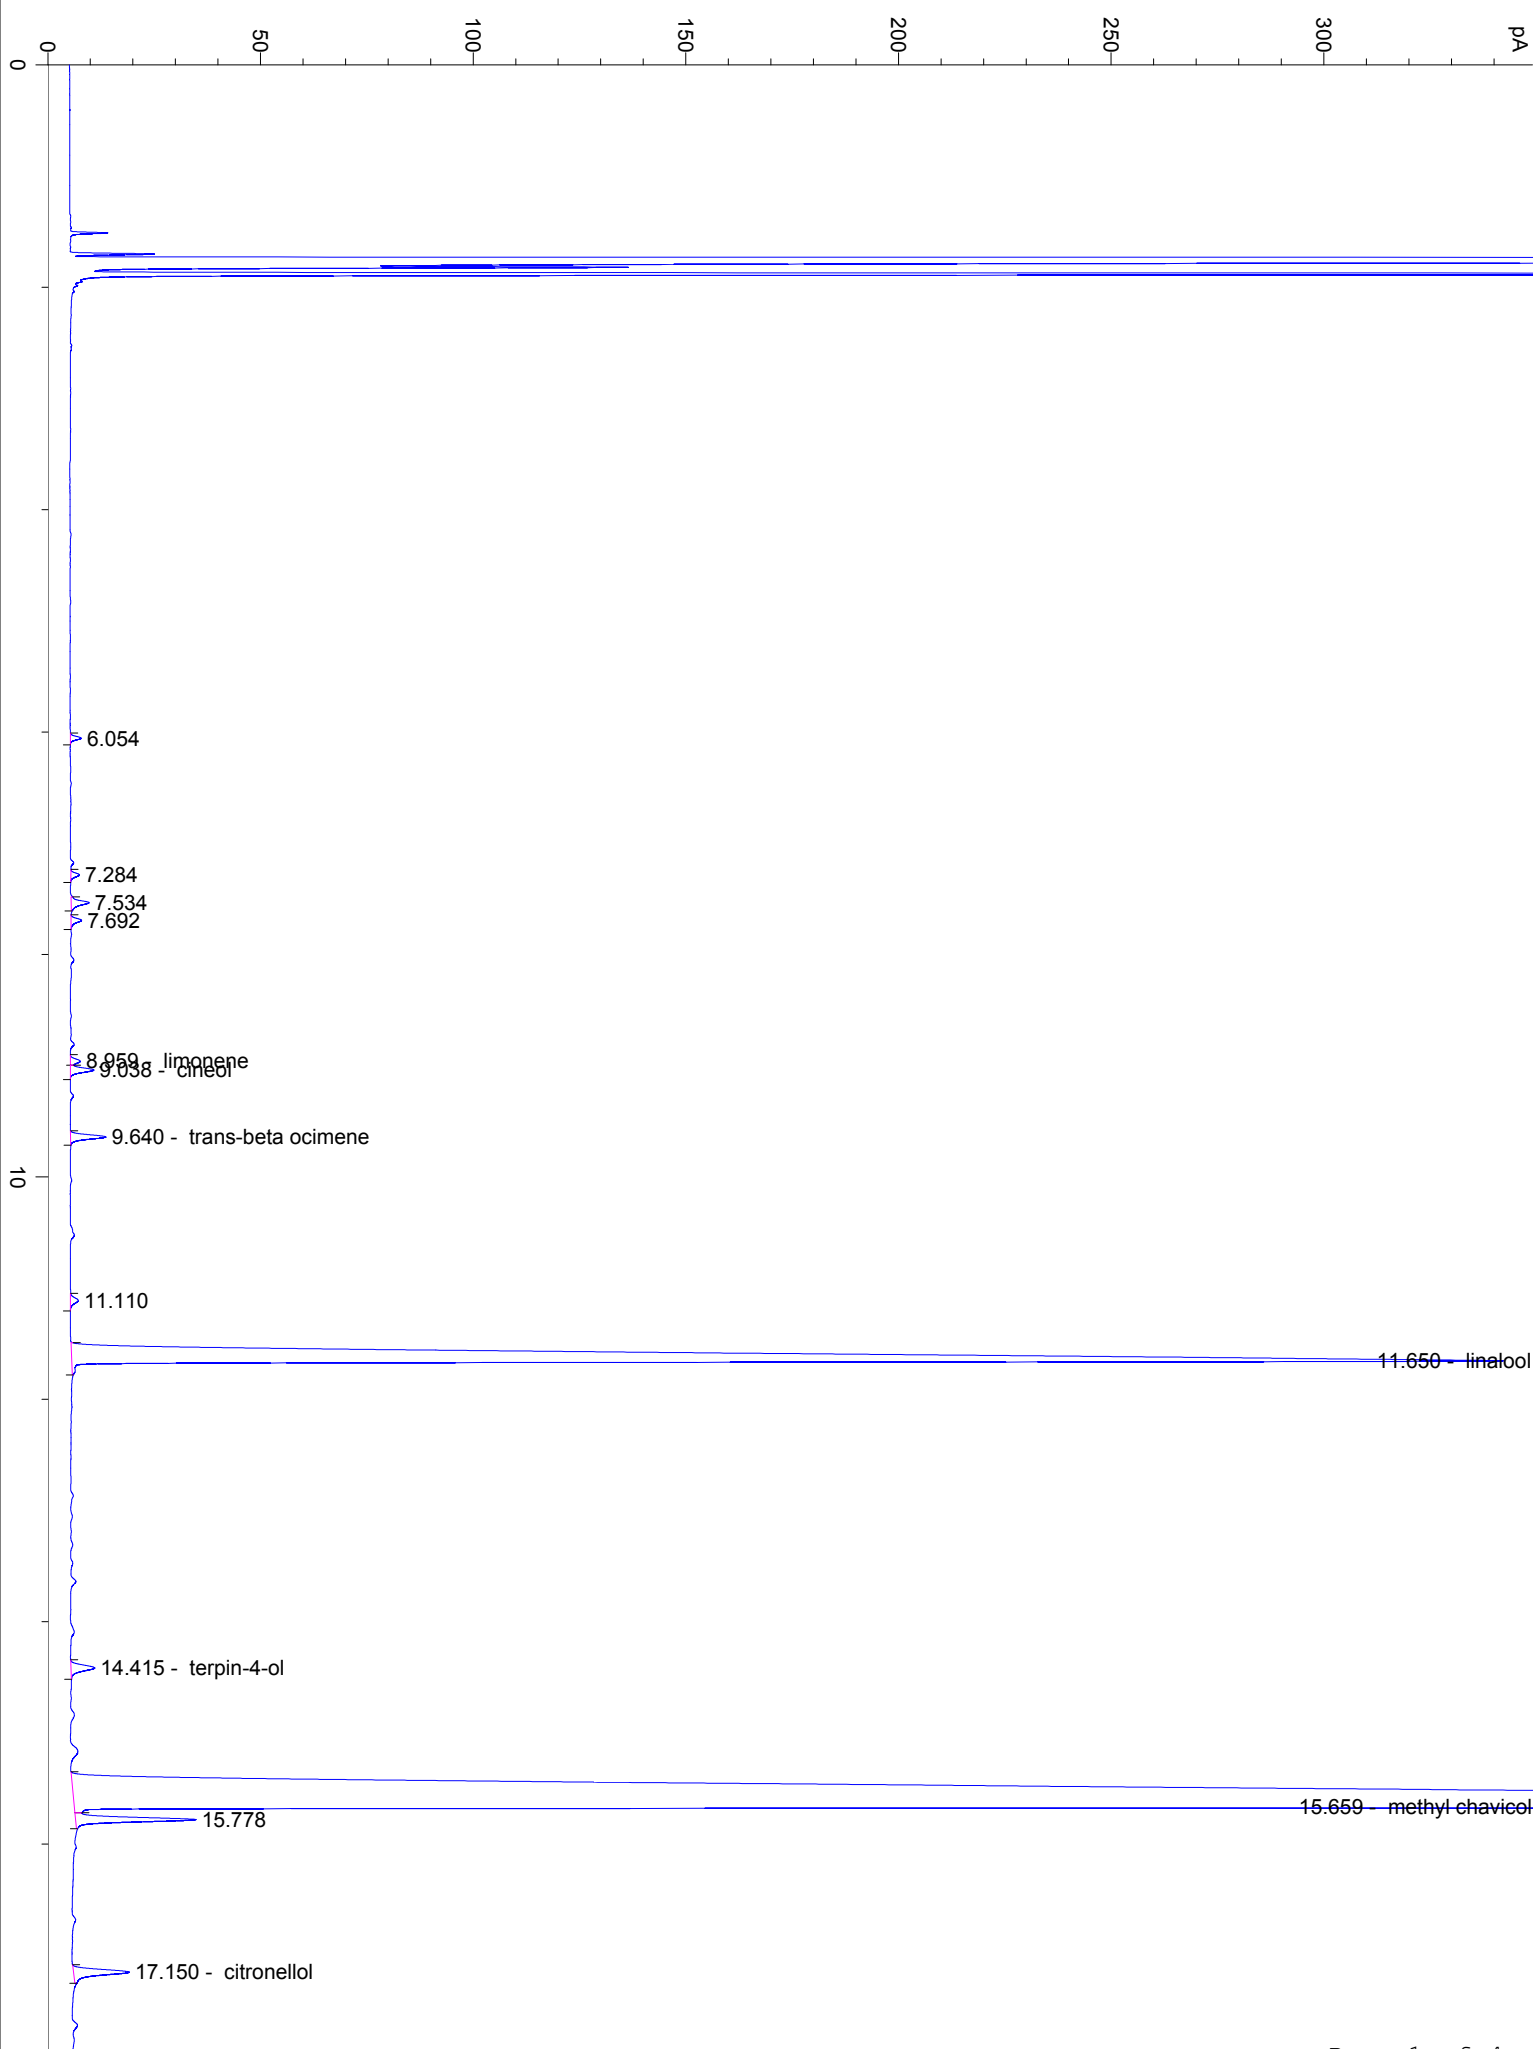 pA
0
50
100
150
200
250
300
0
6.054
7.284
7.534
7.692
8.959 - limonene
9.038 - cineol
9.640 - trans-beta ocimene
10
11.110
11.650 - linalool
14.415 - terpin-4-ol
15.659 - methyl chavicol
15.778
17.150 - citronellol